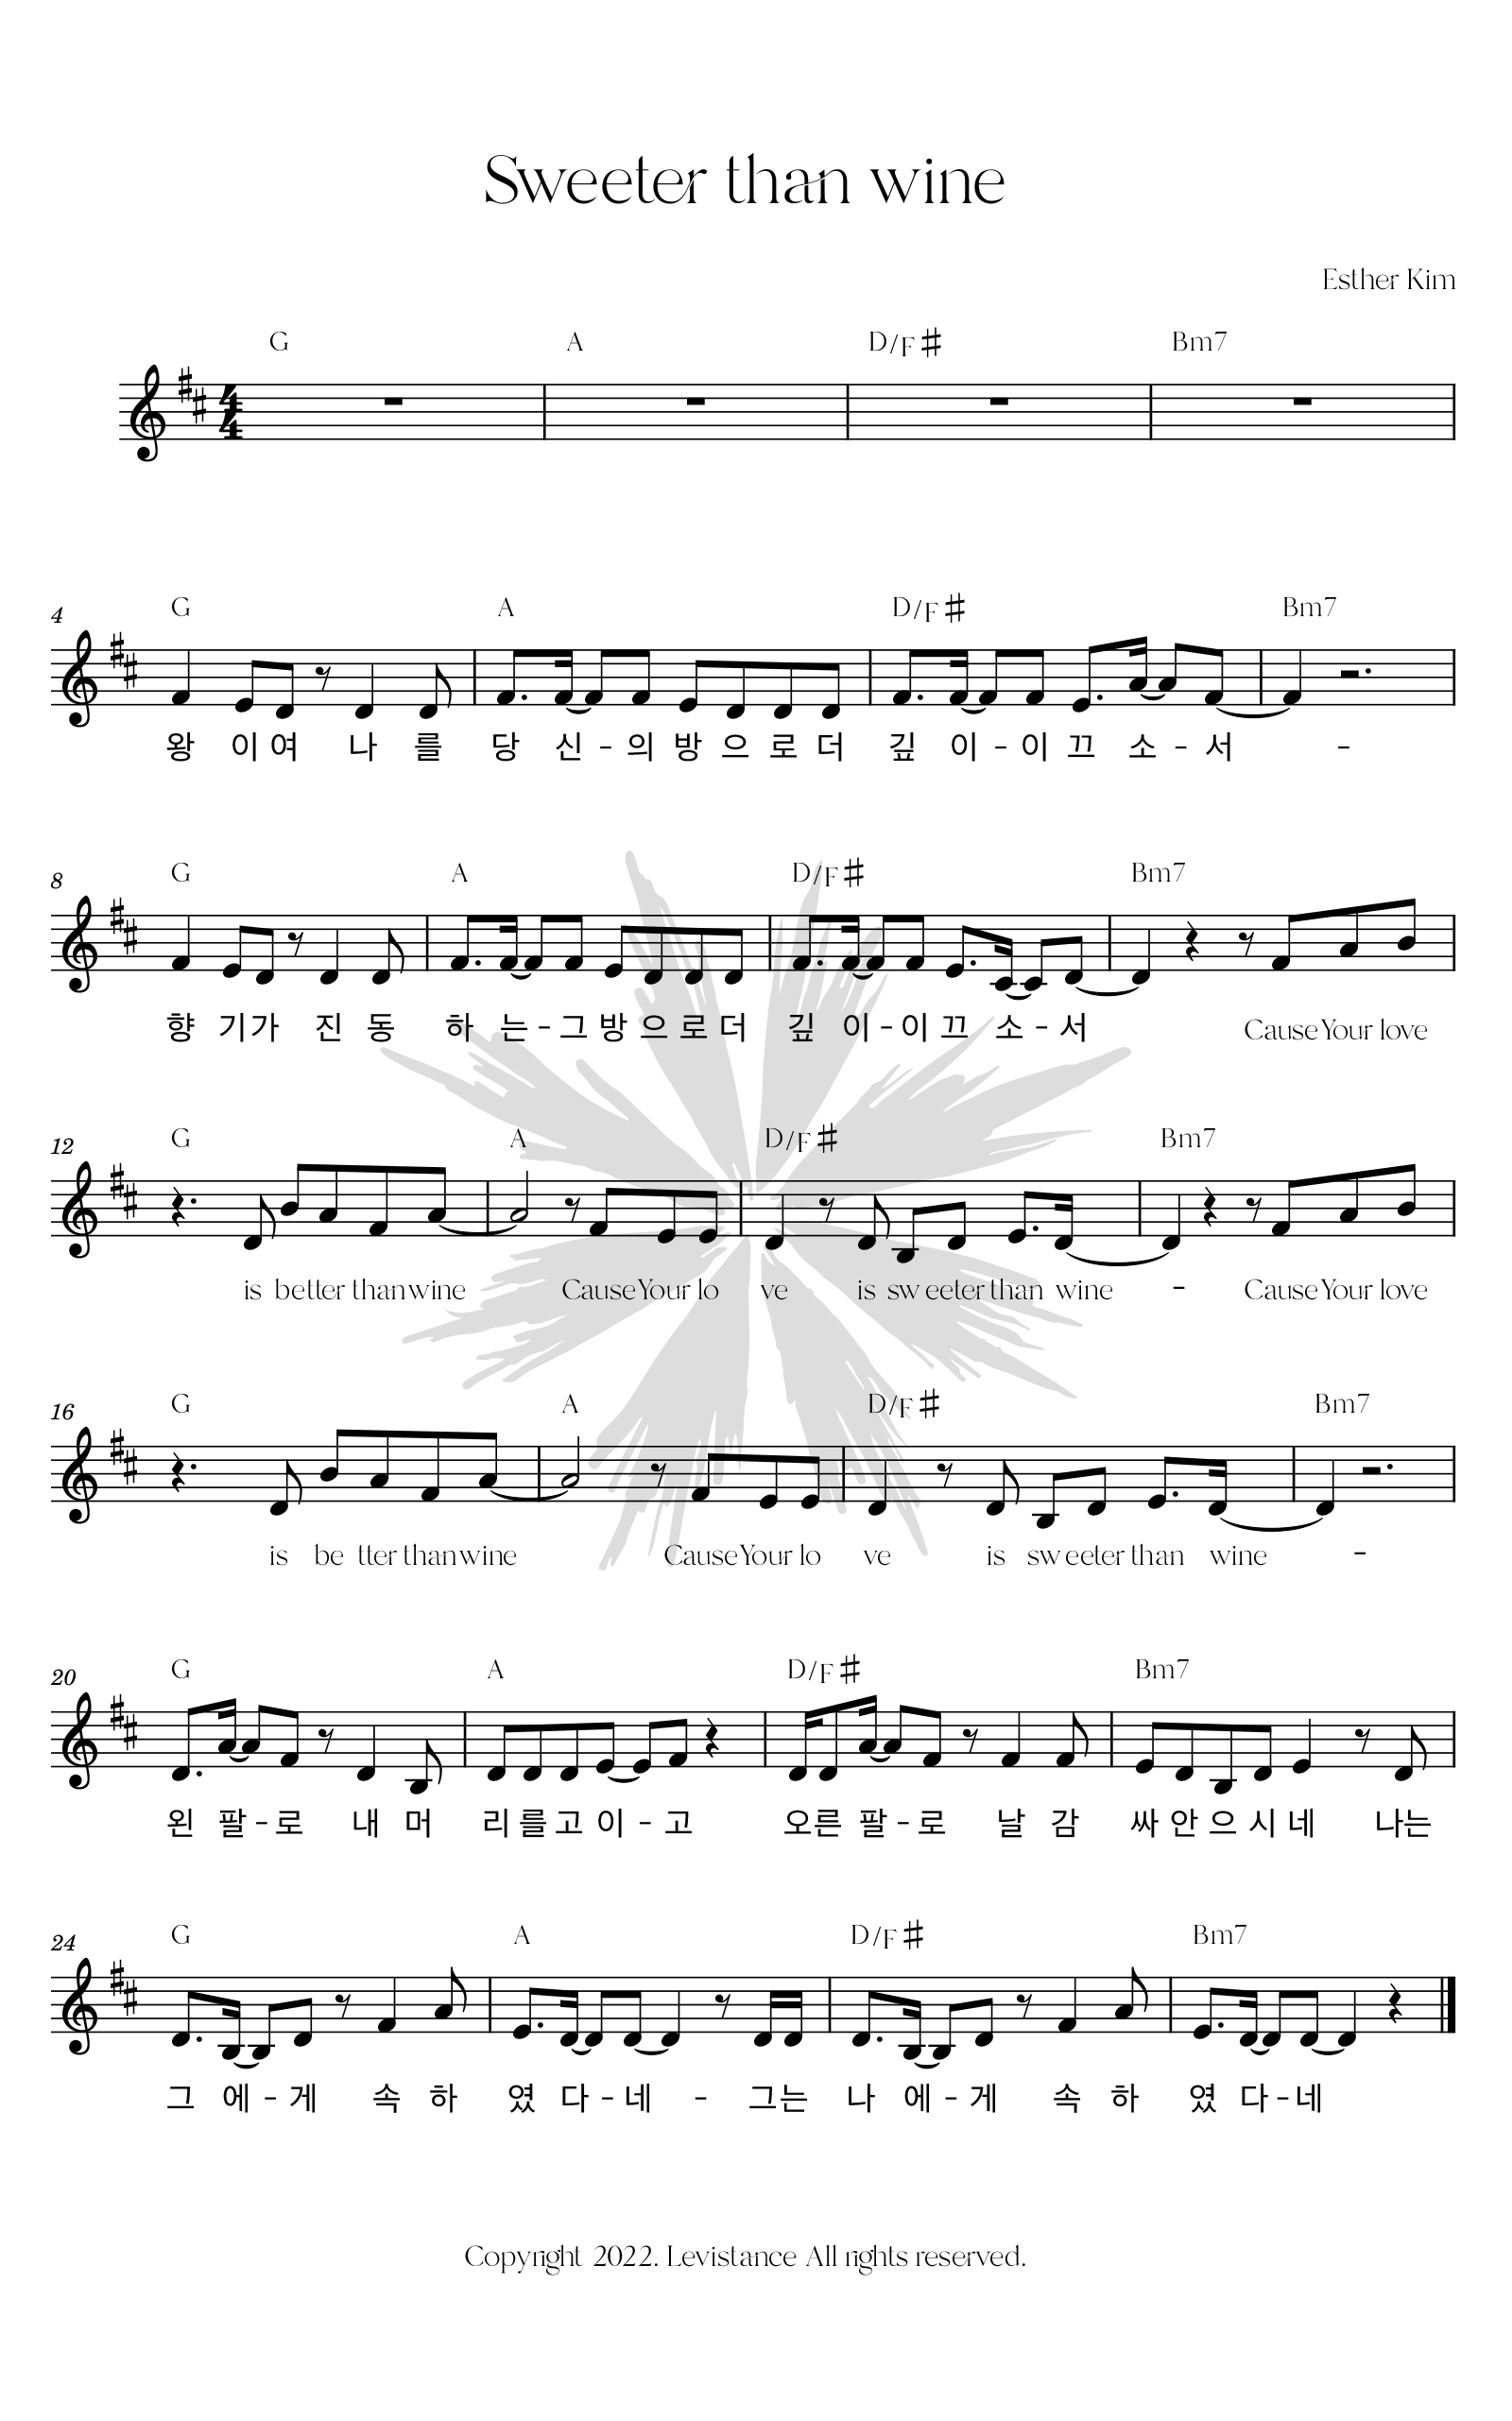 Sweeter than wine
Esther Kim
G A D/F♯ Bm7
4 G A D/F♯ Bm7
왕 이 여 나 를 당 신 - 의 방 으 로 더 깊 이 - 이 끄 소 - 서 -
8 G A D/F♯ Bm7
향 기 가 진 동 하 는 - 그 방 으 로 더 깊 이 - 이 끄 소 - 서 Cause Your love
12 G A D/F♯ Bm7
is better than wine Cause Your lo ve is sw eeter than wine - Cause Your love
16 G A D/F♯ Bm7
is be tter than wine Cause Your lo ve is sw eeter than wine -
20 G A D/F♯ Bm7
왼 팔 - 로 내 머 리 를 고 이 - 고 오른 팔 - 로 날 감 싸 안 으 시 네 나는
24 G A D/F♯ Bm7
그 에 - 게 속 하 였 다 - 네 - 그는 나 에 - 게 속 하 였 다 - 네
Copyright 2022. Levistance All rights reserved.